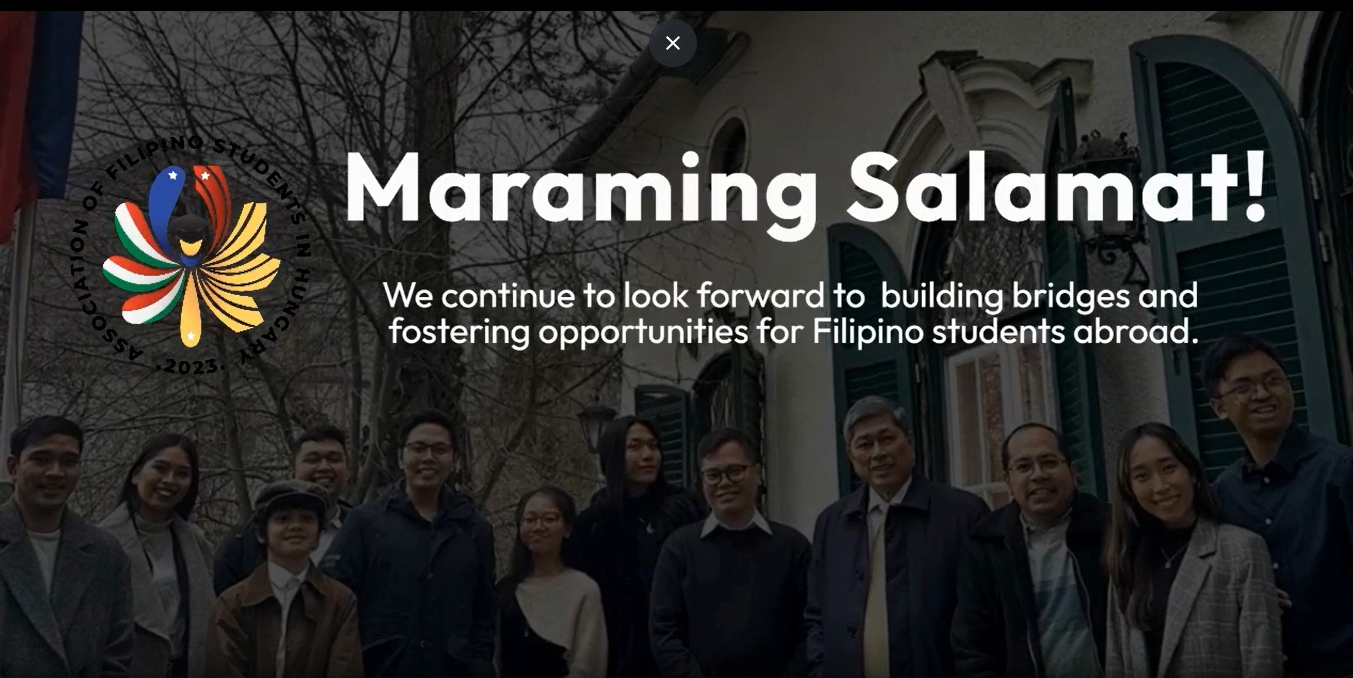 ASSOCIATION OF FILIPINO STUDENTS IN HUNGARY
·2023·
Maraming Salamat!
We continue to look forward to  building bridges and
fostering opportunities for Filipino students abroad.